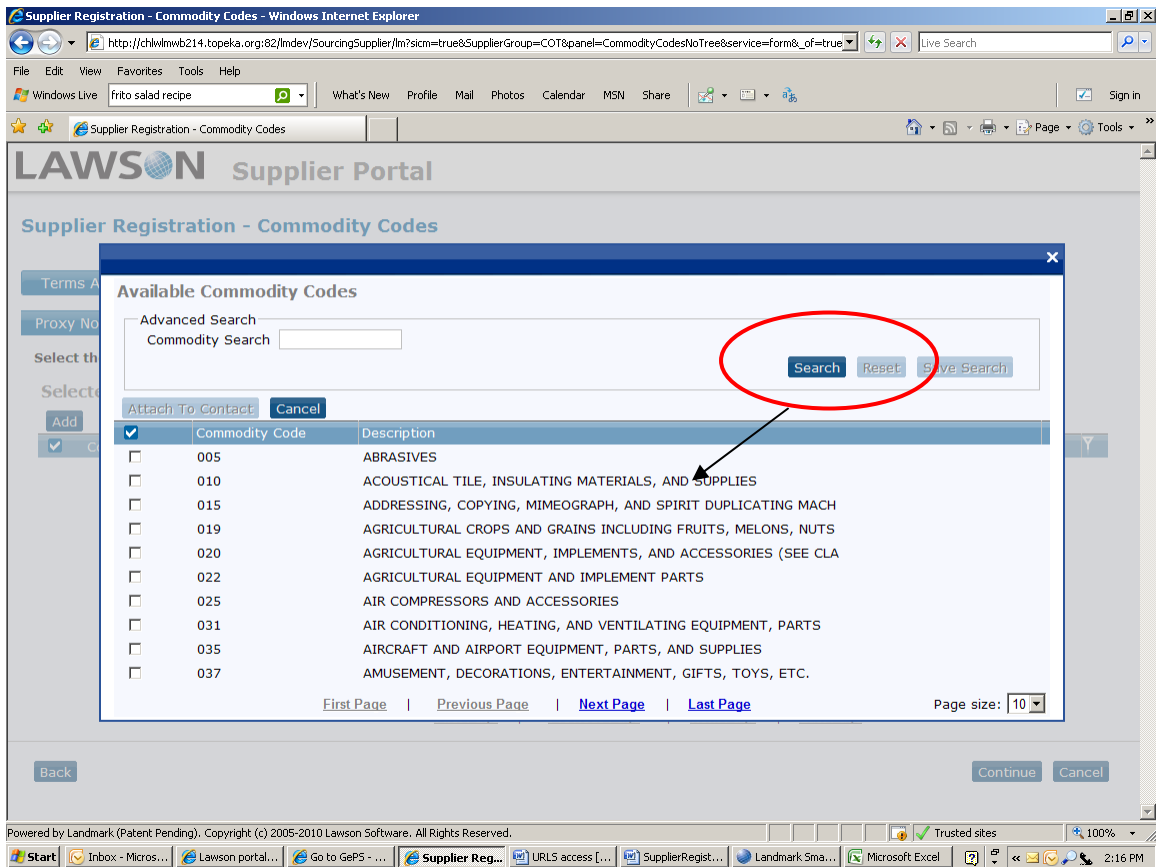 Supplier Registration - Commodity Codes - Windows Internet Explorer
http://chlwlmwb214.topeka.org:82/lmdev/SourcingSupplier/lm?sicm=true&SupplierGroup=COT&panel=CommodityCodesNoTree&service=form&_of=true
Live Search
File Edit View Favorites Tools Help
Windows Live frito salad recipe What's New Profile Mail Photos Calendar MSN Share Sign in
Supplier Registration - Commodity Codes Page Tools »
LAWSON Supplier Portal
Supplier Registration - Commodity Codes
Terms A
Available Commodity Codes
Proxy No
Advanced Search
Commodity Search
Select th
Search Reset Save Search
Selecte
Attach To Contact Cancel
Add
Commodity Code Description
C
005 ABRASIVES
010 ACOUSTICAL TILE, INSULATING MATERIALS, AND SUPPLIES
015 ADDRESSING, COPYING, MIMEOGRAPH, AND SPIRIT DUPLICATING MACH
019 AGRICULTURAL CROPS AND GRAINS INCLUDING FRUITS, MELONS, NUTS
020 AGRICULTURAL EQUIPMENT, IMPLEMENTS, AND ACCESSORIES (SEE CLA
022 AGRICULTURAL EQUIPMENT AND IMPLEMENT PARTS
025 AIR COMPRESSORS AND ACCESSORIES
031 AIR CONDITIONING, HEATING, AND VENTILATING EQUIPMENT, PARTS
035 AIRCRAFT AND AIRPORT EQUIPMENT, PARTS, AND SUPPLIES
037 AMUSEMENT, DECORATIONS, ENTERTAINMENT, GIFTS, TOYS, ETC.
First Page | Previous Page | Next Page | Last Page Page size: 10
Back Continue Cancel
Powered by Landmark (Patent Pending). Copyright (c) 2005-2010 Lawson Software. All Rights Reserved. Trusted sites 100%
Start Inbox - Micros... Lawson portal... Go to GePS - ... Supplier Reg... URLS access [... SupplierRegist... Landmark Sma... Microsoft Excel « 2:16 PM